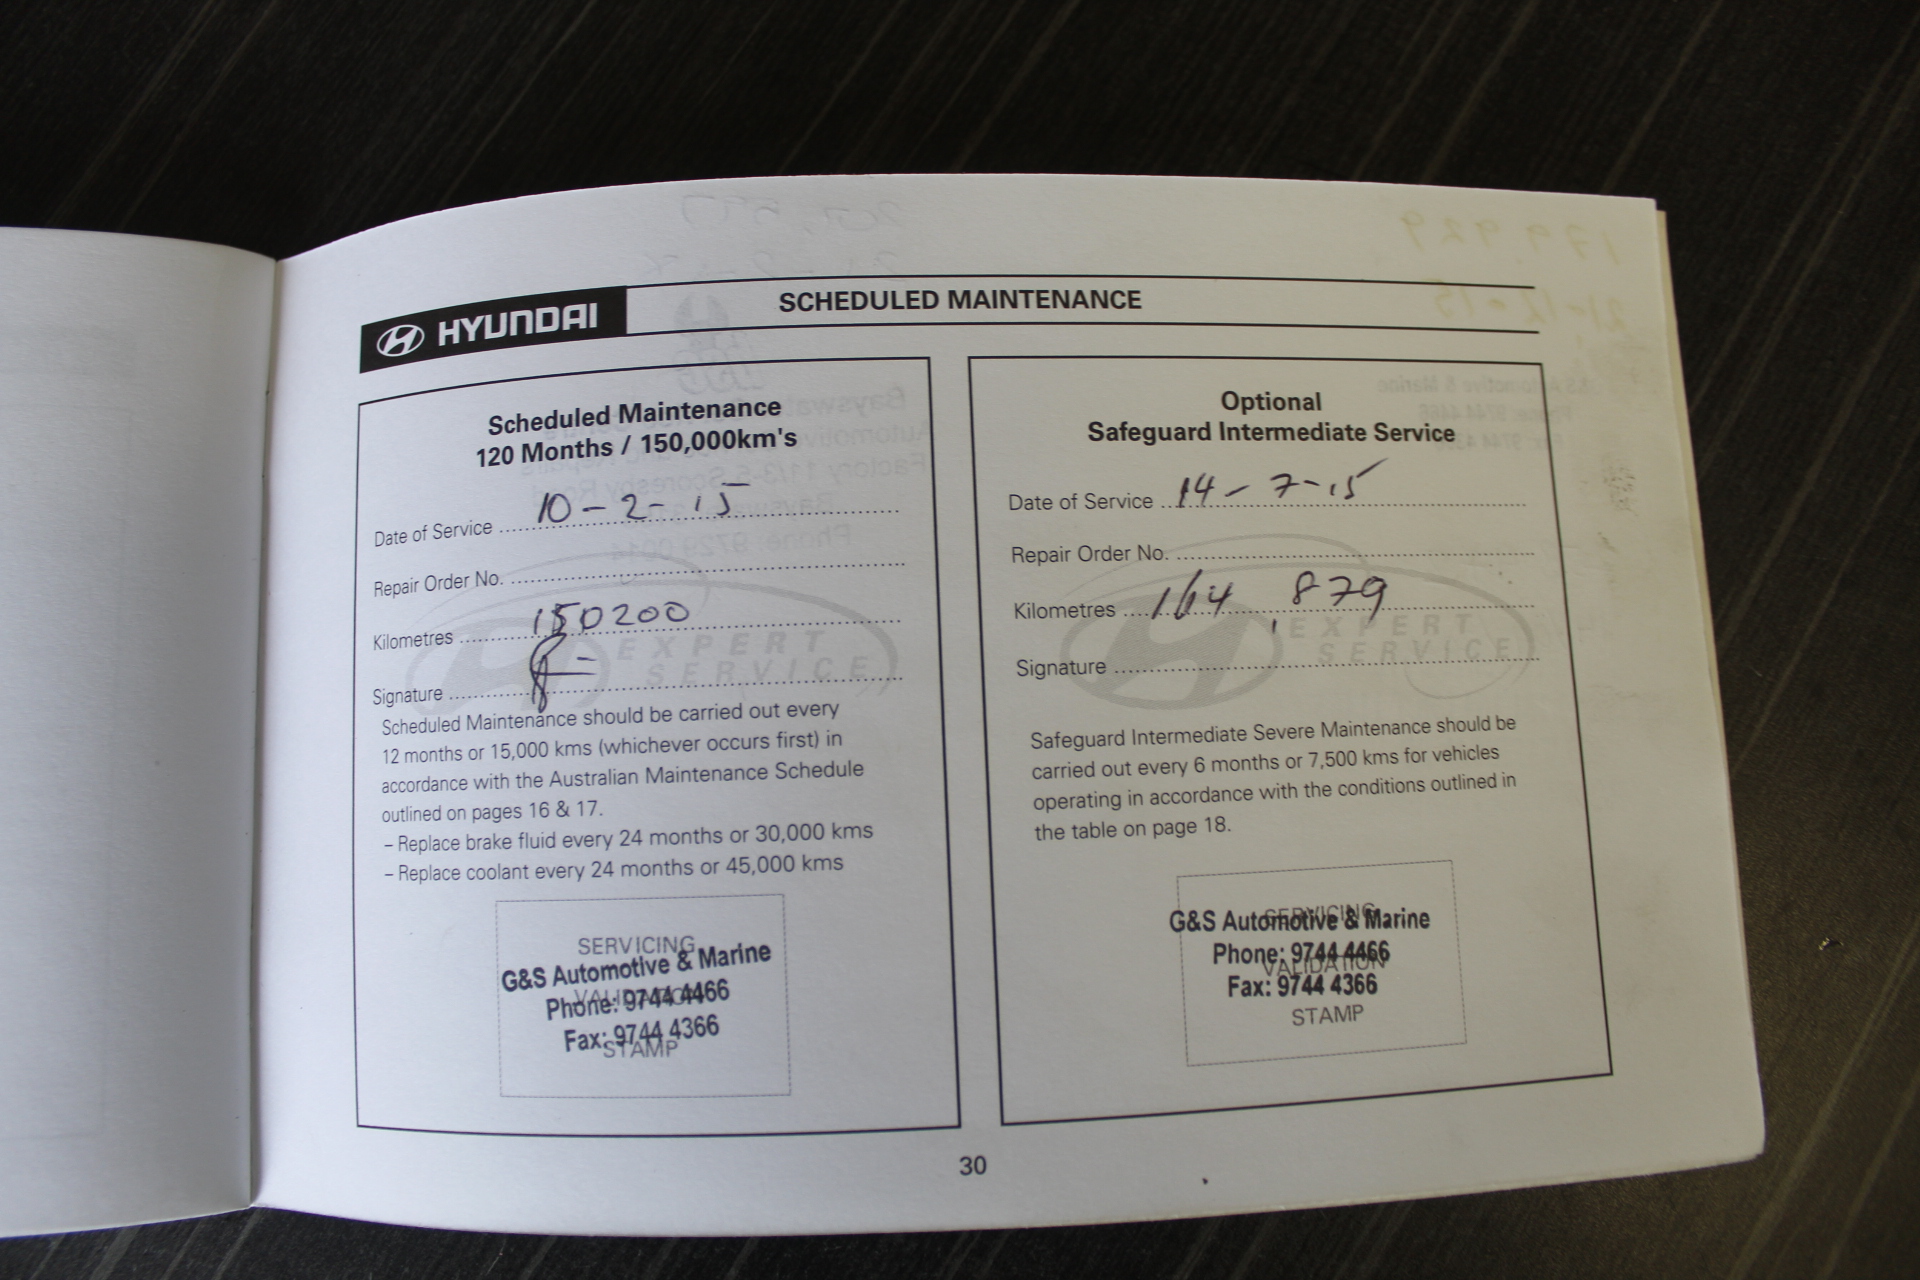 HYUNDAI
SCHEDULED MAINTENANCE
Scheduled Maintenance
120 Months / 150,000km's
Date of Service 10-2-15
Repair Order No.
Kilometres 150200
Signature
EXPERT
SERVICE
Scheduled Maintenance should be carried out every
12 months or 15,000 kms (whichever occurs first) in
accordance with the Australian Maintenance Schedule
outlined on pages 16 & 17.
– Replace brake fluid every 24 months or 30,000 kms
– Replace coolant every 24 months or 45,000 kms
SERVICING
VALIDATION
STAMP
G&S Automotive & Marine
Phone: 9744 4466
Fax: 9744 4366
Optional
Safeguard Intermediate Service
Date of Service 14-7-15
Repair Order No.
Kilometres 164,879
Signature
EXPERT
SERVICE
Safeguard Intermediate Severe Maintenance should be
carried out every 6 months or 7,500 kms for vehicles
operating in accordance with the conditions outlined in
the table on page 18.
SERVICING
VALIDATION
STAMP
G&S Automotive & Marine
Phone: 9744 4466
Fax: 9744 4366
30